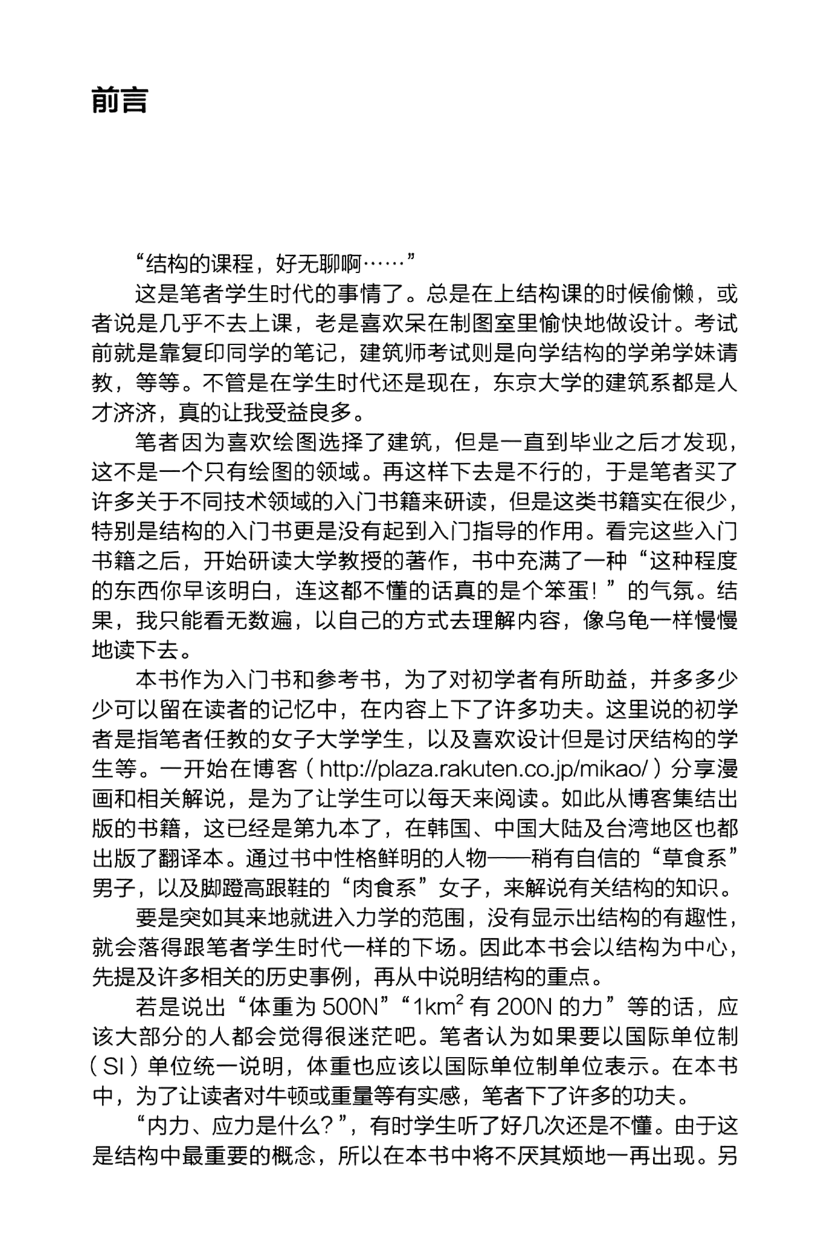 前言
“结构的课程，好无聊啊……”
这是笔者学生时代的事情了。总是在上结构课的时候偷懒，或
者说是几乎不去上课，老是喜欢呆在制图室里愉快地做设计。考试
前就是靠复印同学的笔记，建筑师考试则是向学结构的学弟学妹请
教，等等。不管是在学生时代还是现在，东京大学的建筑系都是人
才济济，真的让我受益良多。
笔者因为喜欢绘图选择了建筑，但是一直到毕业之后才发现，
这不是一个只有绘图的领域。再这样下去是不行的，于是笔者买了
许多关于不同技术领域的入门书籍来研读，但是这类书籍实在很少，
特别是结构的入门书更是没有起到入门指导的作用。看完这些入门
书籍之后，开始研读大学教授的著作，书中充满了一种“这种程度
的东西你早该明白，连这都不懂的话真的是个笨蛋！”的气氛。结
果，我只能看无数遍，以自己的方式去理解内容，像乌龟一样慢慢
地读下去。
本书作为入门书和参考书，为了对初学者有所助益，并多多少
少可以留在读者的记忆中，在内容上下了许多功夫。这里说的初学
者是指笔者任教的女子大学学生，以及喜欢设计但是讨厌结构的学
生等。一开始在博客（http://plaza.rakuten.co.jp/mikao/）分享漫
画和相关解说，是为了让学生可以每天来阅读。如此从博客集结出
版的书籍，这已经是第九本了，在韩国、中国大陆及台湾地区也都
出版了翻译本。通过书中性格鲜明的人物——稍有自信的“草食系”
男子，以及脚蹬高跟鞋的“肉食系”女子，来解说有关结构的知识。
要是突如其来地就进入力学的范围，没有显示出结构的有趣性，
就会落得跟笔者学生时代一样的下场。因此本书会以结构为中心，
先提及许多相关的历史事例，再从中说明结构的重点。
若是说出“体重为 500N”“1km² 有 200N 的力”等的话，应
该大部分的人都会觉得很迷茫吧。笔者认为如果要以国际单位制
（SI）单位统一说明，体重也应该以国际单位制单位表示。在本书
中，为了让读者对牛顿或重量等有实感，笔者下了许多的功夫。
“内力、应力是什么？”，有时学生听了好几次还是不懂。由于这
是结构中最重要的概念，所以在本书中将不厌其烦地一再出现。另